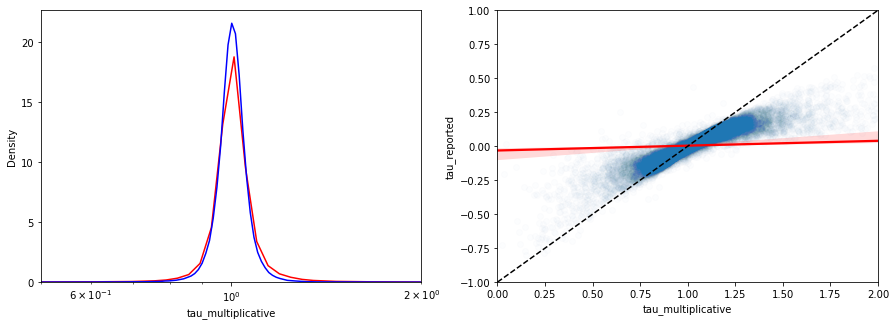 Density
20
15
10
5
0
6 × 10⁻¹
10⁰
2 × 10⁰
tau_multiplicative
tau_reported
1.00
0.75
0.50
0.25
0.00
−0.25
−0.50
−0.75
−1.00
0.00 0.25 0.50 0.75 1.00 1.25 1.50 1.75 2.00
tau_multiplicative